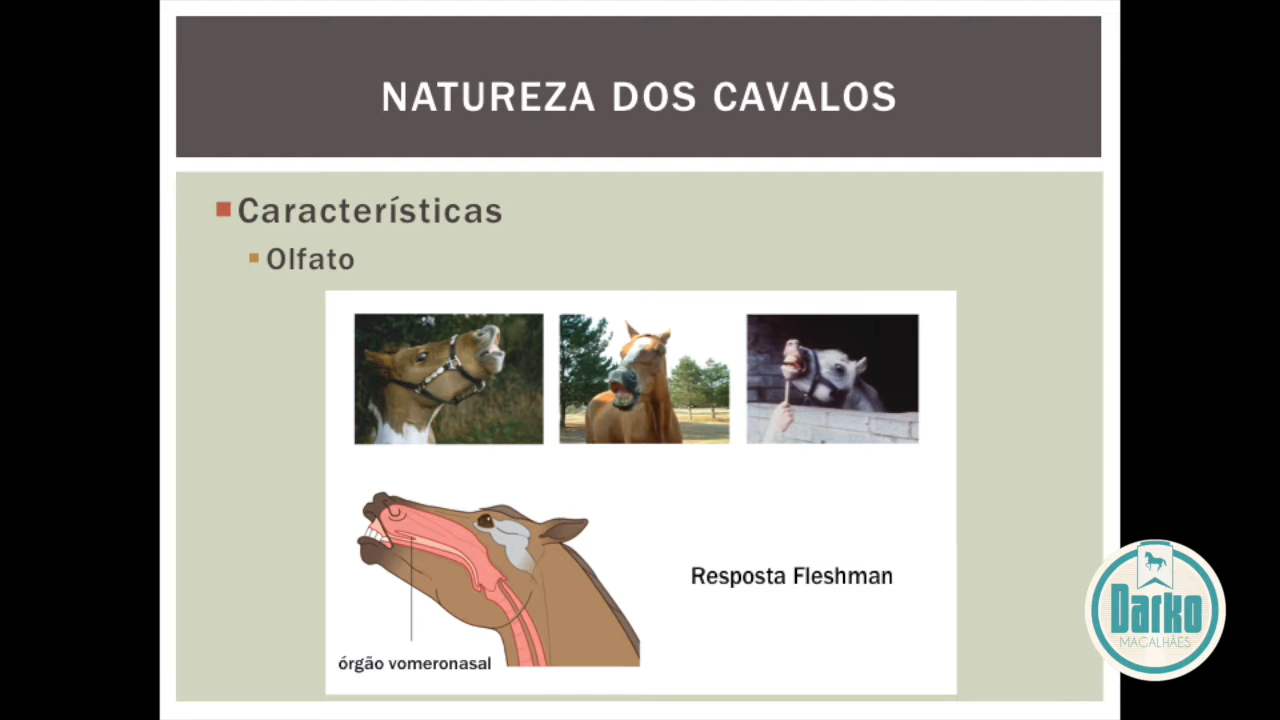 NATUREZA DOS CAVALOS
Características
Olfato
Resposta Fleshman
órgão vomeronasal
Darko
MAGALHÃES